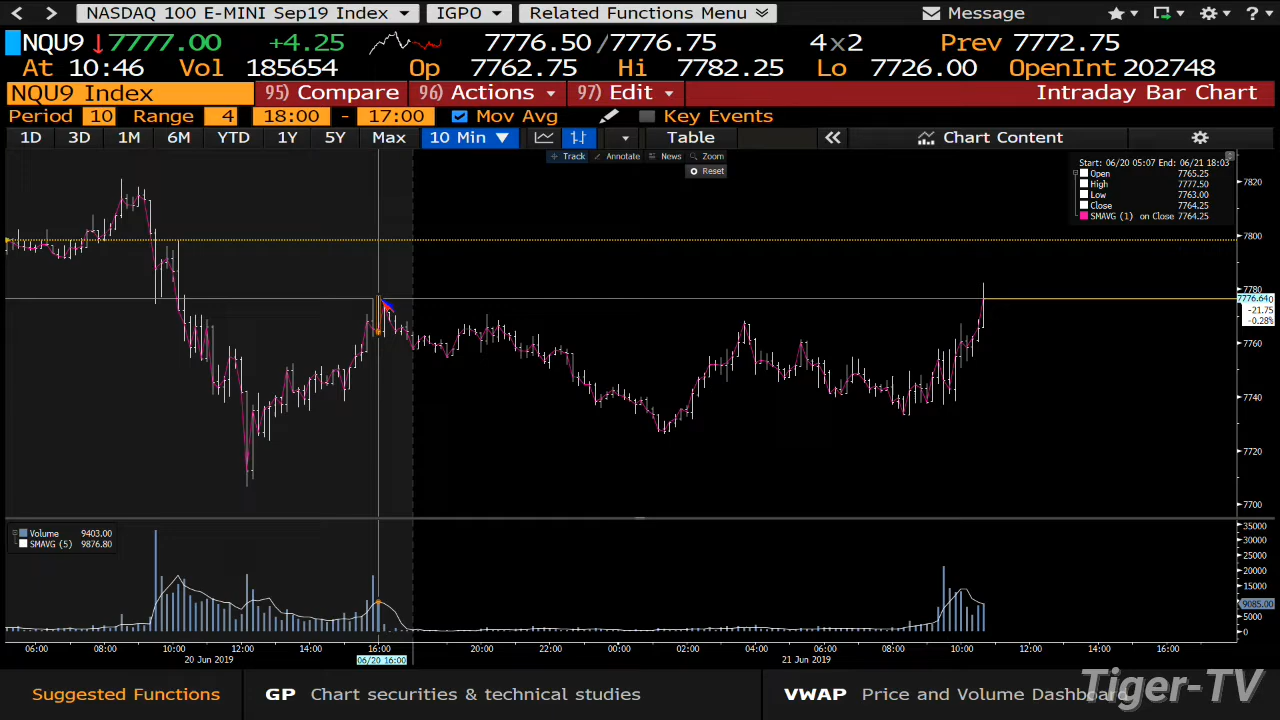 NASDAQ 100 E-MINI Sep19 Index IGPO Related Functions Menu Message ?
NQU9 ↓7777.00 +4.25 7776.50/7776.75 4x2 Prev 7772.75
At 10:46 Vol 185654 Op 7762.75 Hi 7782.25 Lo 7726.00 OpenInt 202748
NQU9 Index 95) Compare 96) Actions 97) Edit Intraday Bar Chart
Period 10 Range 4 18:00 - 17:00 Mov Avg Key Events
1D 3D 1M 6M YTD 1Y 5Y Max 10 Min Table Chart Content
Track Annotate News Zoom
Reset
Start: 06/20 05:07 End: 06/21 18:03
Open 7765.25
High 7777.50
Low 7763.00
Close 7764.25
SMAVG (1) on Close 7764.25
7820
7800
7780
7776.64
-21.75
-0.28%
7760
7740
7720
7700
Volume 9403.00
SMAVG (5) 9876.80
35000
30000
25000
20000
15000
9085.00
5000
0
06:00 08:00 10:00 12:00 14:00 16:00 20:00 22:00 00:00 02:00 04:00 06:00 08:00 10:00 12:00 14:00 16:00
20 Jun 2019 06/20 16:00 21 Jun 2019
Suggested Functions GP Chart securities & technical studies VWAP Price and Volume Dashboard
Tiger-TV